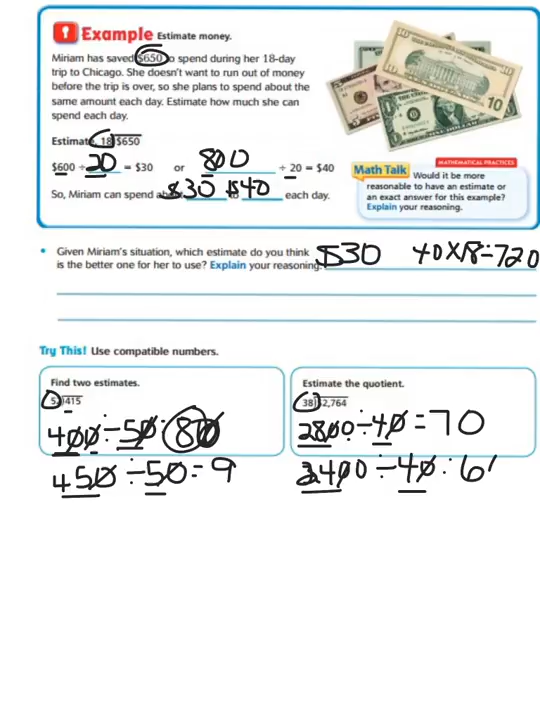 ! Example Estimate money.
Miriam has saved $650 to spend during her 18-day
trip to Chicago. She doesn't want to run out of money
before the trip is over, so she plans to spend about the
same amount each day. Estimate how much she can
spend each day.
Estimate. 18)$650
$600 ÷ 20 = $30 or 800 ÷ 20 = $40
So, Miriam can spend about $30 to $40 each day.
MATHEMATICAL PRACTICES
Math Talk Would it be more
reasonable to have an estimate or
an exact answer for this example?
Explain your reasoning.
• Given Miriam's situation, which estimate do you think
is the better one for her to use? Explain your reasoning. $30 40×18=720
Try This! Use compatible numbers.
Find two estimates.
52)415
400 ÷ 50 = 80
450 ÷ 50 = 9
Estimate the quotient.
38)$2,764
2800 ÷ 40 = 70
2400 ÷ 40 :